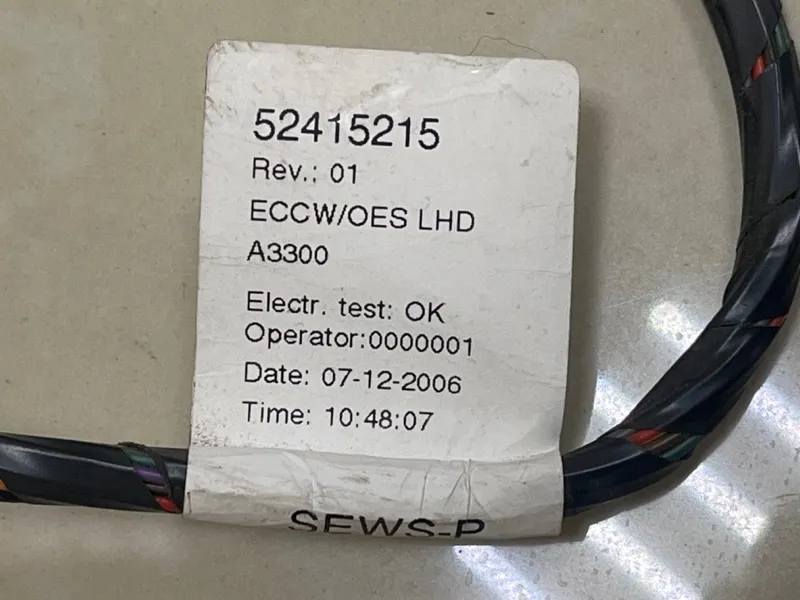 52415215
Rev.: 01
ECCW/OES LHD
A3300
Electr. test: OK
Operator:0000001
Date: 07-12-2006
Time: 10:48:07
SEWS-P